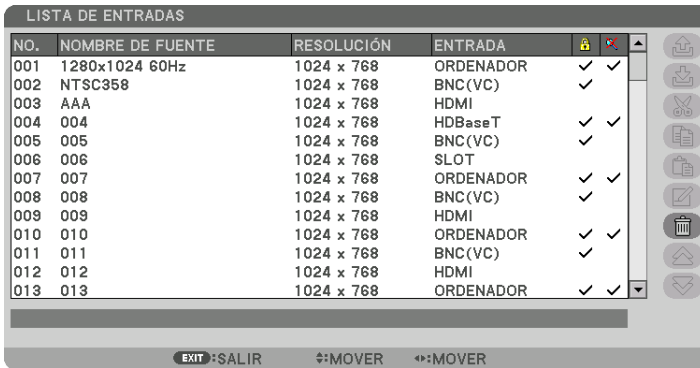 LISTA DE ENTRADAS
NO. NOMBRE DE FUENTE RESOLUCIÓN ENTRADA
001 1280x1024 60Hz 1024 x 768 ORDENADOR ✓ ✓
002 NTSC358 1024 x 768 BNC(VC) ✓
003 AAA 1024 x 768 HDMI
004 004 1024 x 768 HDBaseT ✓ ✓
005 005 1024 x 768 BNC(VC) ✓
006 006 1024 x 768 SLOT
007 007 1024 x 768 ORDENADOR ✓ ✓
008 008 1024 x 768 BNC(VC) ✓
009 009 1024 x 768 HDMI
010 010 1024 x 768 ORDENADOR ✓ ✓
011 011 1024 x 768 BNC(VC) ✓
012 012 1024 x 768 HDMI
013 013 1024 x 768 ORDENADOR ✓ ✓
EXIT :SALIR :MOVER :MOVER